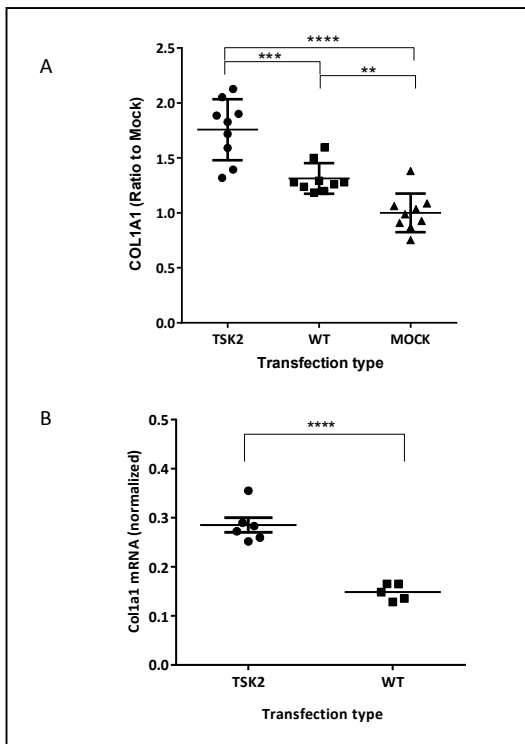 A
****
***
**
2.5
2.0
1.5
1.0
0.5
0.0
COL1A1 (Ratio to Mock)
TSK2 WT MOCK
Transfection type
B
****
0.5
0.4
0.3
0.2
0.1
0.0
Col1a1 mRNA (normalized)
TSK2 WT
Transfection type